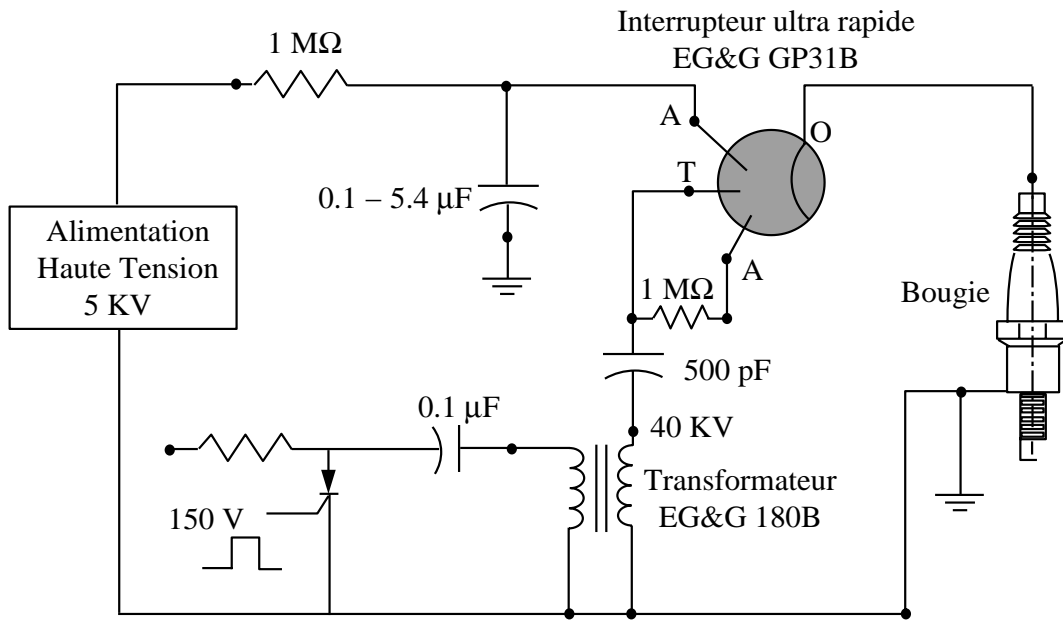 Interrupteur ultra rapide
EG&G GP31B
1 MΩ
A
O
T
0.1 – 5.4 µF
Alimentation
Haute Tension
5 KV
A
1 MΩ
Bougie
500 pF
0.1 µF
40 KV
Transformateur
EG&G 180B
150 V